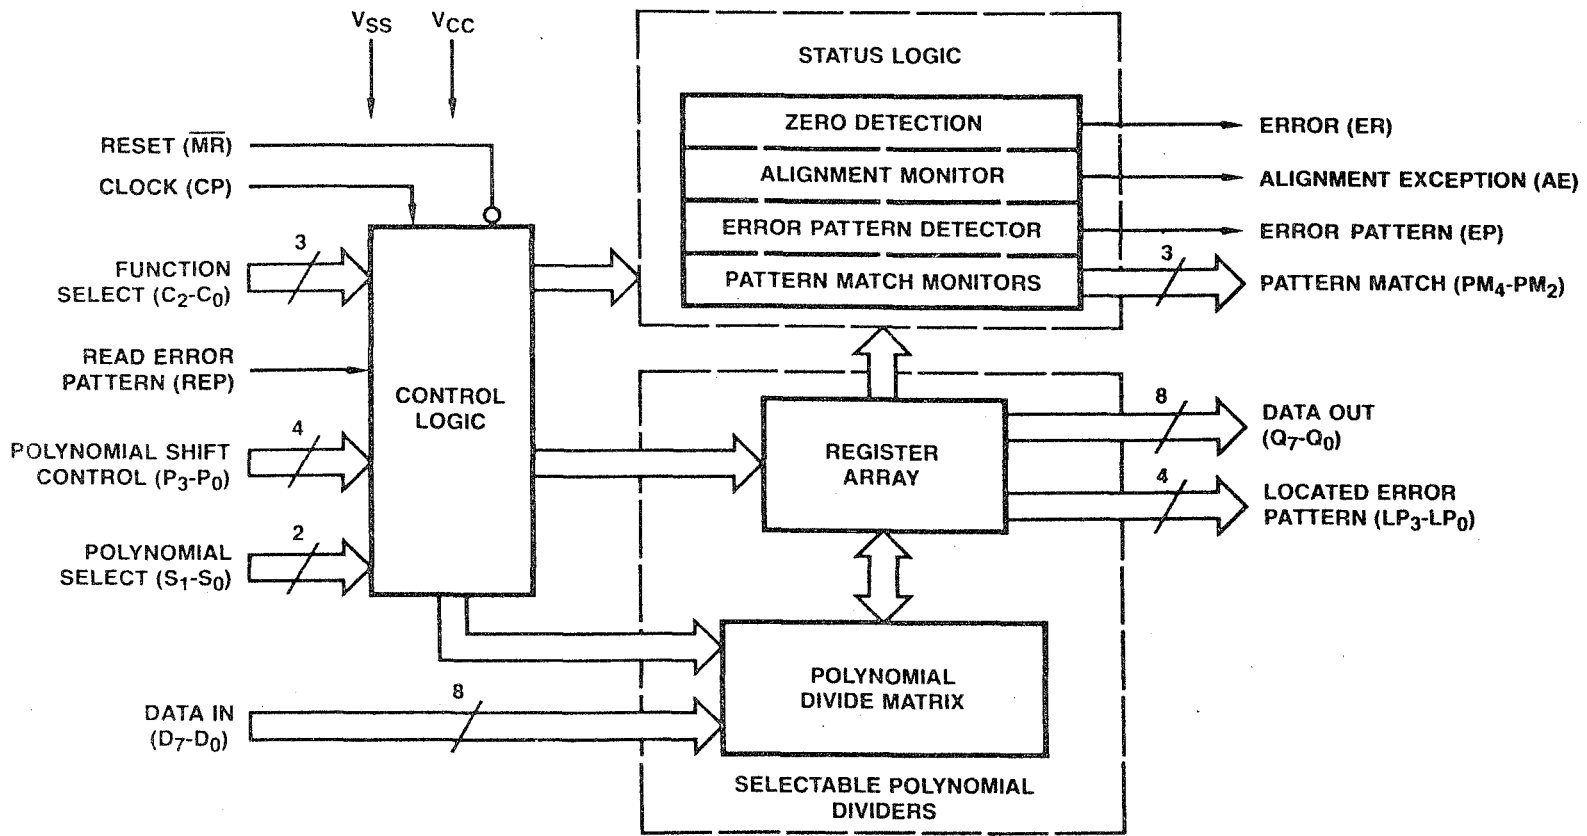 V_SS
V_CC
STATUS LOGIC
ZERO DETECTION
ALIGNMENT MONITOR
ERROR PATTERN DETECTOR
PATTERN MATCH MONITORS
RESET (M̅R̅)
CLOCK (CP)
3
FUNCTION
SELECT (C₂-C₀)
READ ERROR
PATTERN (REP)
4
POLYNOMIAL SHIFT
CONTROL (P₃-P₀)
2
POLYNOMIAL
SELECT (S₁-S₀)
8
DATA IN
(D₇-D₀)
CONTROL
LOGIC
ERROR (ER)
ALIGNMENT EXCEPTION (AE)
ERROR PATTERN (EP)
3
PATTERN MATCH (PM₄-PM₂)
REGISTER
ARRAY
8
DATA OUT
(Q₇-Q₀)
4
LOCATED ERROR
PATTERN (LP₃-LP₀)
POLYNOMIAL
DIVIDE MATRIX
SELECTABLE POLYNOMIAL
DIVIDERS